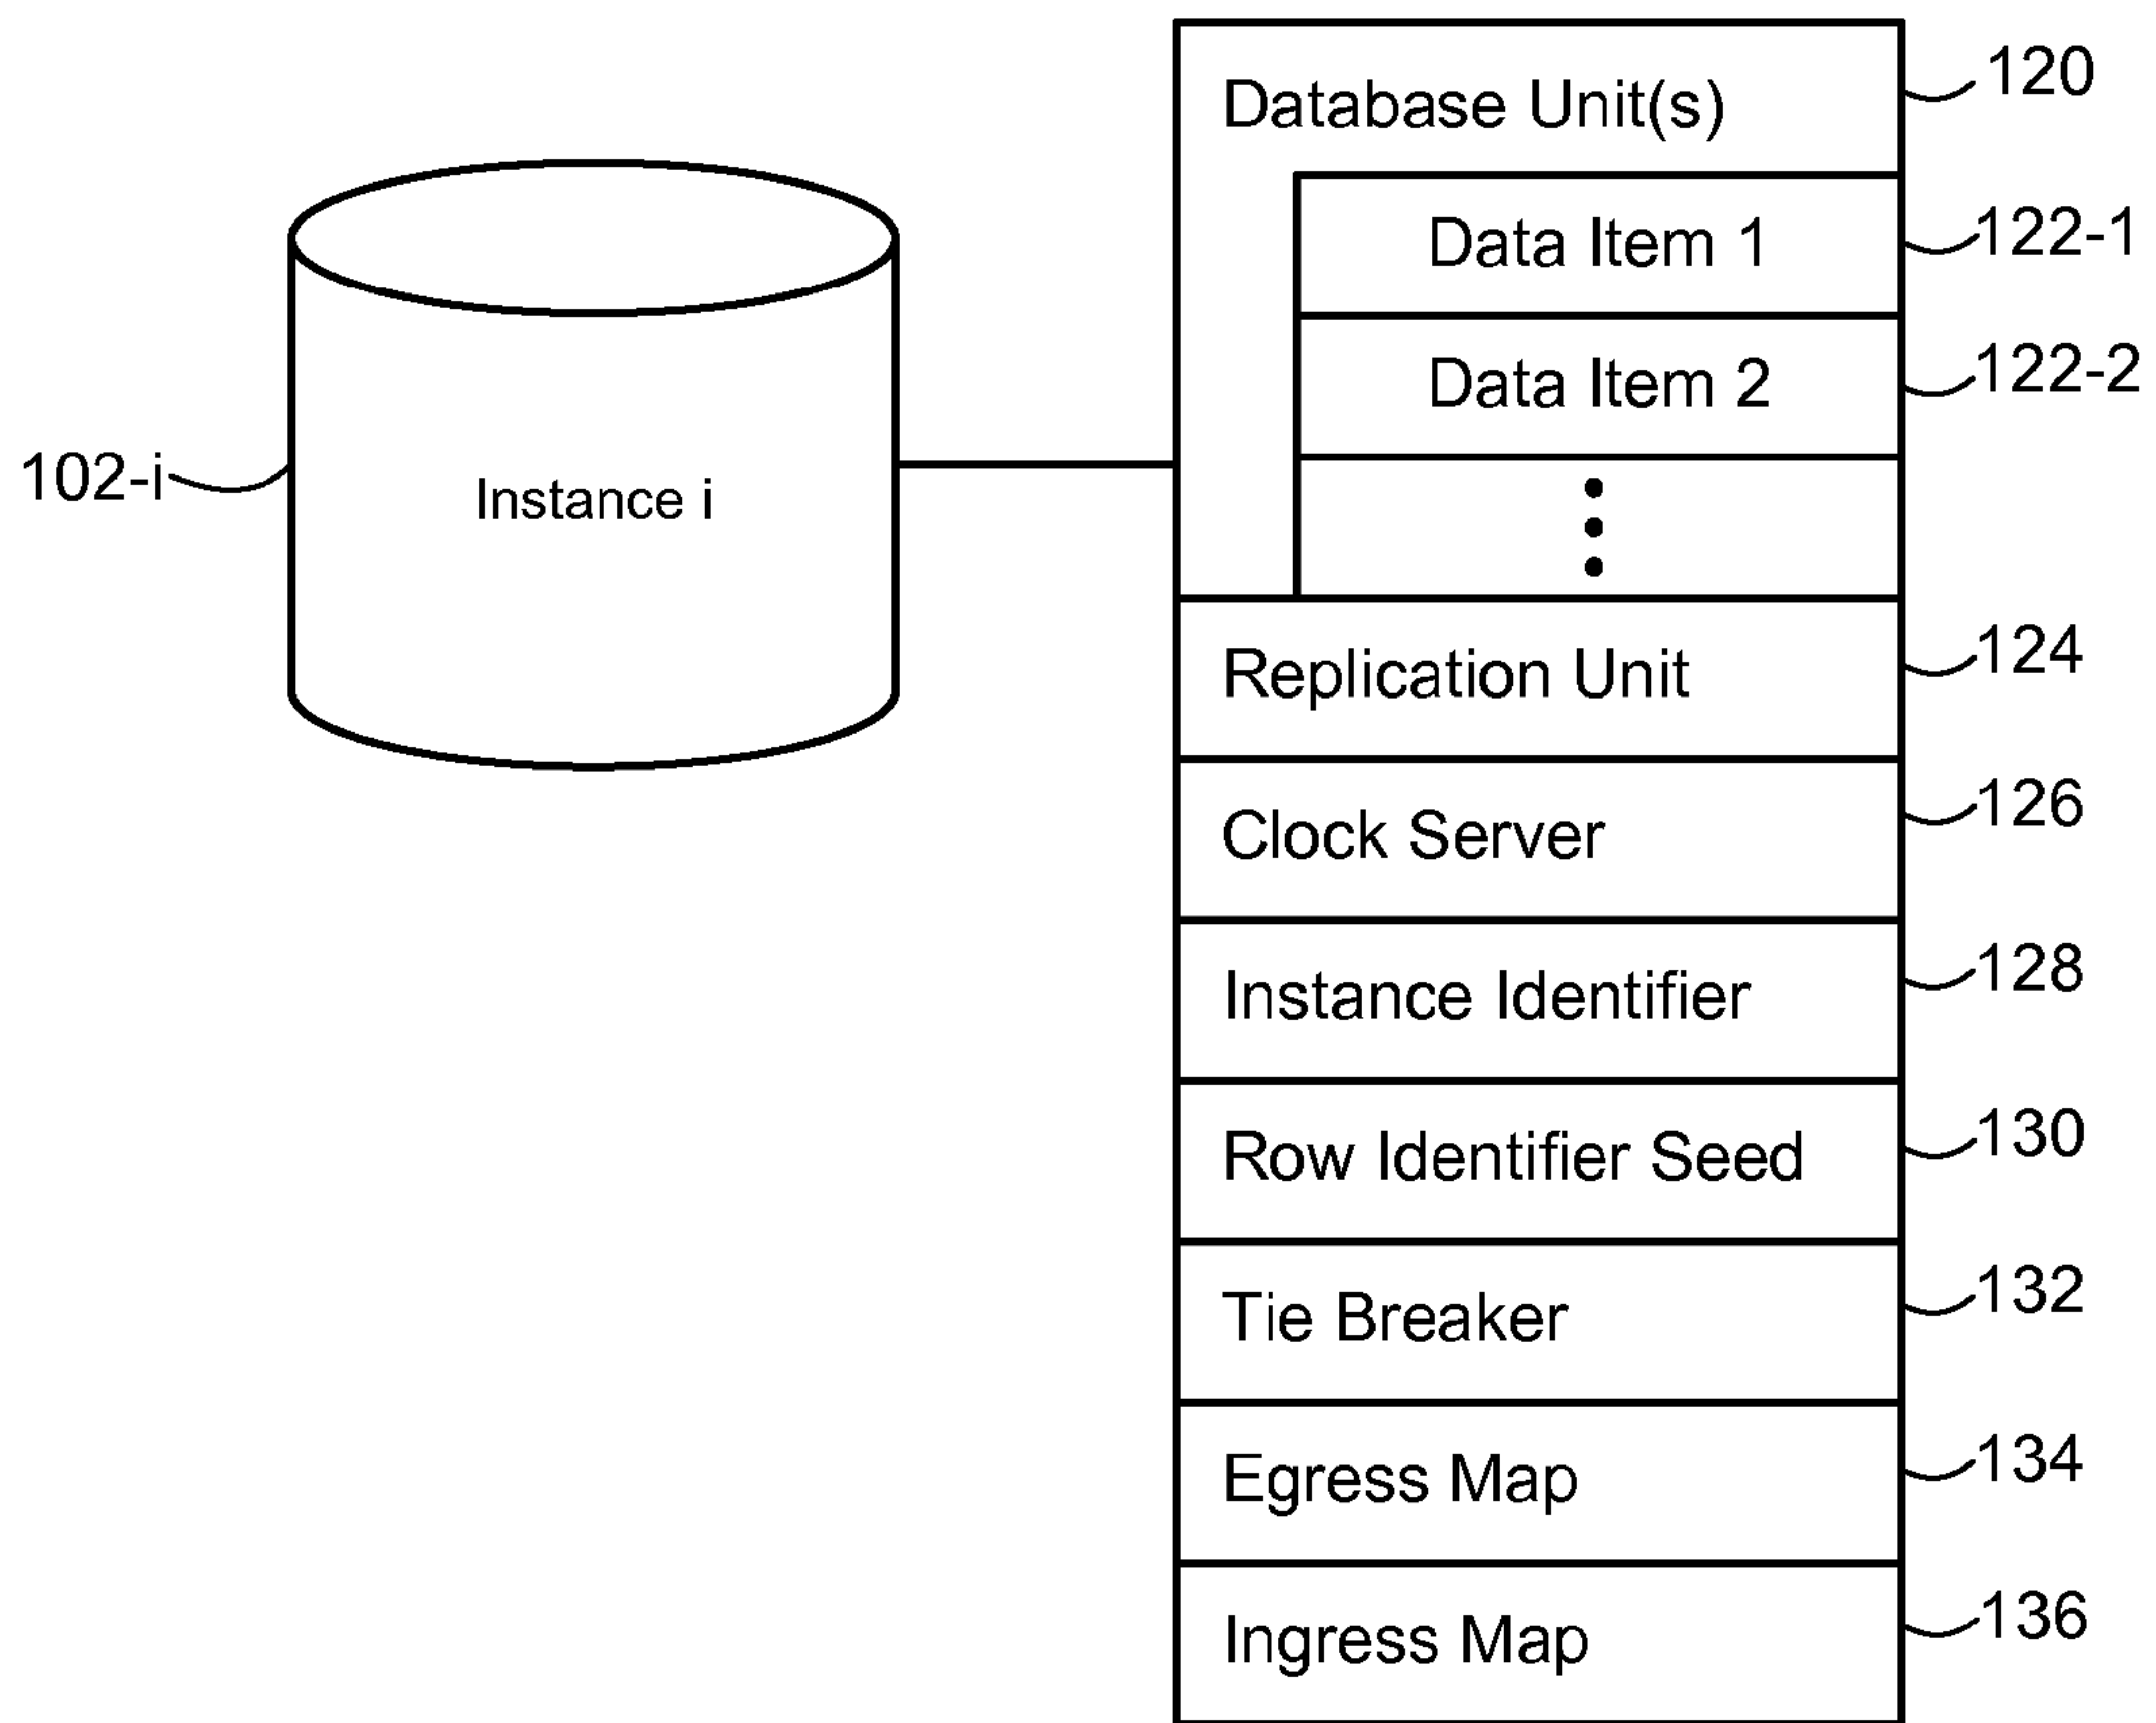 Database Unit(s) 120
Data Item 1 122-1
Data Item 2 122-2
102-i Instance i
Replication Unit 124
Clock Server 126
Instance Identifier 128
Row Identifier Seed 130
Tie Breaker 132
Egress Map 134
Ingress Map 136